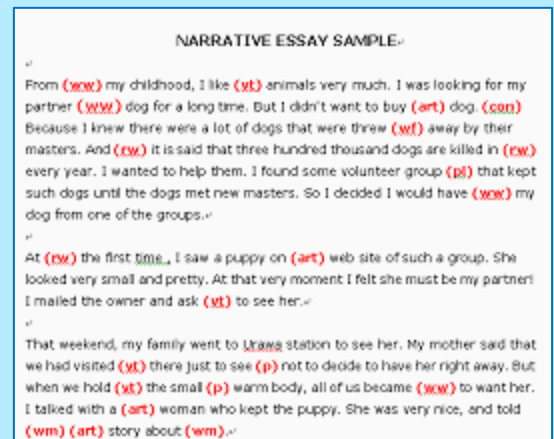 NARRATIVE ESSAY SAMPLE
From (ww) my childhood, I like (vt) animals very much. I was looking for my
partner (ww) dog for a long time. But I didn't want to buy (art) dog. (con)
Because I knew there were a lot of dogs that were threw (wf) away by their
masters. And (rw) it is said that three hundred thousand dogs are killed in (rw)
every year. I wanted to help them. I found some volunteer group (pl) that kept
such dogs until the dogs met new masters. So I decided I would have (ww) my
dog from one of the groups.
At (rw) the first time., I saw a puppy on (art) web site of such a group. She
looked very small and pretty. At that very moment I felt she must be my partner!
I mailed the owner and ask (vt) to see her.
That weekend, my family went to Urawa station to see her. My mother said that
we had visited (vt) there just to see (p) not to decide to have her right away. But
when we hold (vt) the small (p) warm body, all of us became (ww) to want her.
I talked with a (art) woman who kept the puppy. She was very nice, and told
(wm) (art) story about (wm).